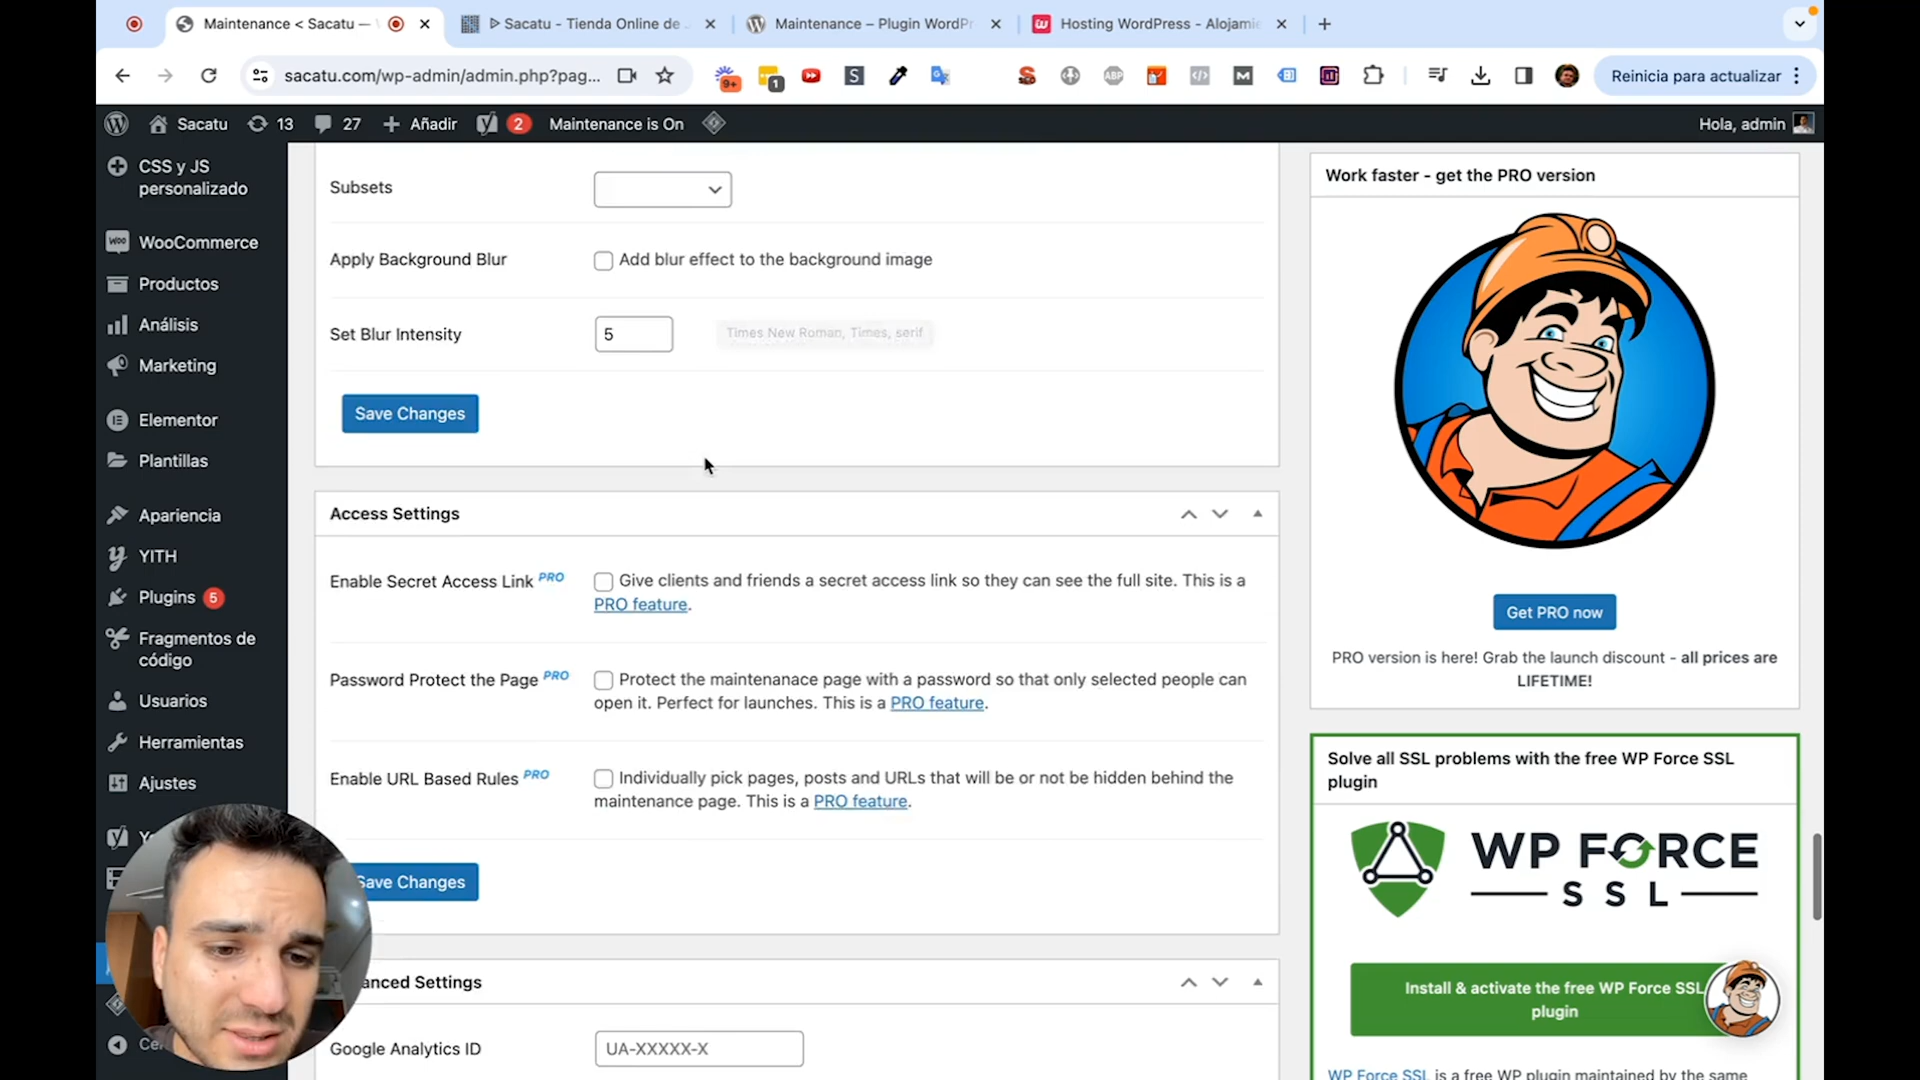 Maintenance < Sacatu —
Sacatu - Tienda Online de
Maintenance – Plugin WordPr
Hosting WordPress - Alojamie
sacatu.com/wp-admin/admin.php?pag...
9+
1
S
SEO
ABP
M
Reinicia para actualizar
Sacatu
13
27
Añadir
2
Maintenance is On
Hola, admin
CSS y JS
personalizado
WooCommerce
Productos
Análisis
Marketing
Elementor
Plantillas
Apariencia
YITH
Plugins 5
Fragmentos de
código
Usuarios
Herramientas
Ajustes
Subsets
Apply Background Blur
Add blur effect to the background image
Set Blur Intensity
5
Times New Roman, Times, serif
Save Changes
Access Settings
Enable Secret Access Link PRO
Give clients and friends a secret access link so they can see the full site. This is a
PRO feature.
Password Protect the Page PRO
Protect the maintenanace page with a password so that only selected people can
open it. Perfect for launches. This is a PRO feature.
Enable URL Based Rules PRO
Individually pick pages, posts and URLs that will be or not be hidden behind the
maintenance page. This is a PRO feature.
Save Changes
anced Settings
Google Analytics ID
UA-XXXXX-X
Work faster - get the PRO version
Get PRO now
PRO version is here! Grab the launch discount - all prices are
LIFETIME!
Solve all SSL problems with the free WP Force SSL
plugin
WP FORCE
SSL
Install & activate the free WP Force SSL
plugin
WP Force SSL is a free WP plugin maintained by the same